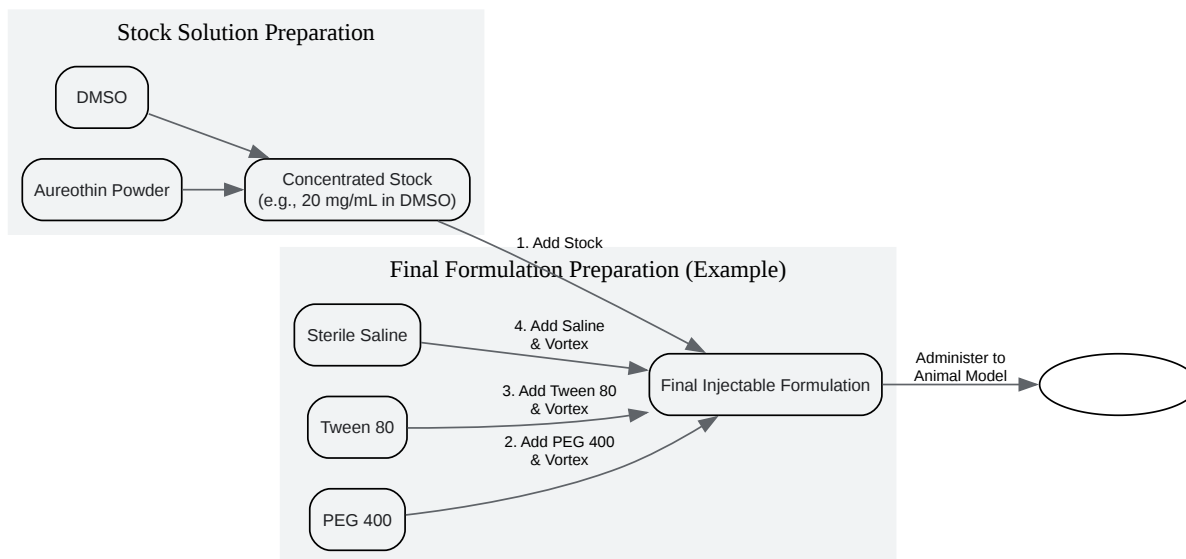 Stock Solution Preparation
DMSO
Aureothin Powder
Concentrated Stock
(e.g., 20 mg/mL in DMSO)
1. Add Stock
Final Formulation Preparation (Example)
Sterile Saline
4. Add Saline
& Vortex
Tween 80
3. Add Tween 80
& Vortex
PEG 400
2. Add PEG 400
& Vortex
Final Injectable Formulation
Administer to
Animal Model